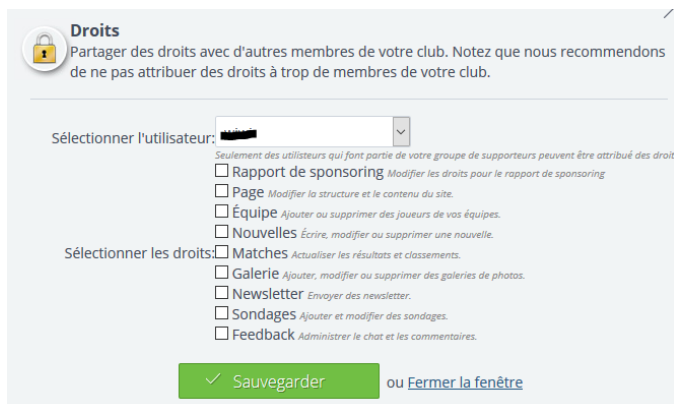 Droits
Partager des droits avec d'autres membres de votre club. Notez que nous recommendons
de ne pas attribuer des droits à trop de membres de votre club.
Sélectionner l'utilisateur:
Seulement des utilisteurs qui font partie de votre groupe de supporteurs peuvent être attribué des droit
Rapport de sponsoring Modifier les droits pour le rapport de sponsoring
Page Modifier la structure et le contenu du site.
Équipe Ajouter ou supprimer des joueurs de vos équipes.
Nouvelles Écrire, modifier ou supprimer une nouvelle.
Sélectionner les droits: Matches Actualiser les résultats et classements.
Galerie Ajouter, modifier ou supprimer des galeries de photos.
Newsletter Envoyer des newsletter.
Sondages Ajouter et modifier des sondages.
Feedback Administrer le chat et les commentaires.
Sauvegarder ou Fermer la fenêtre